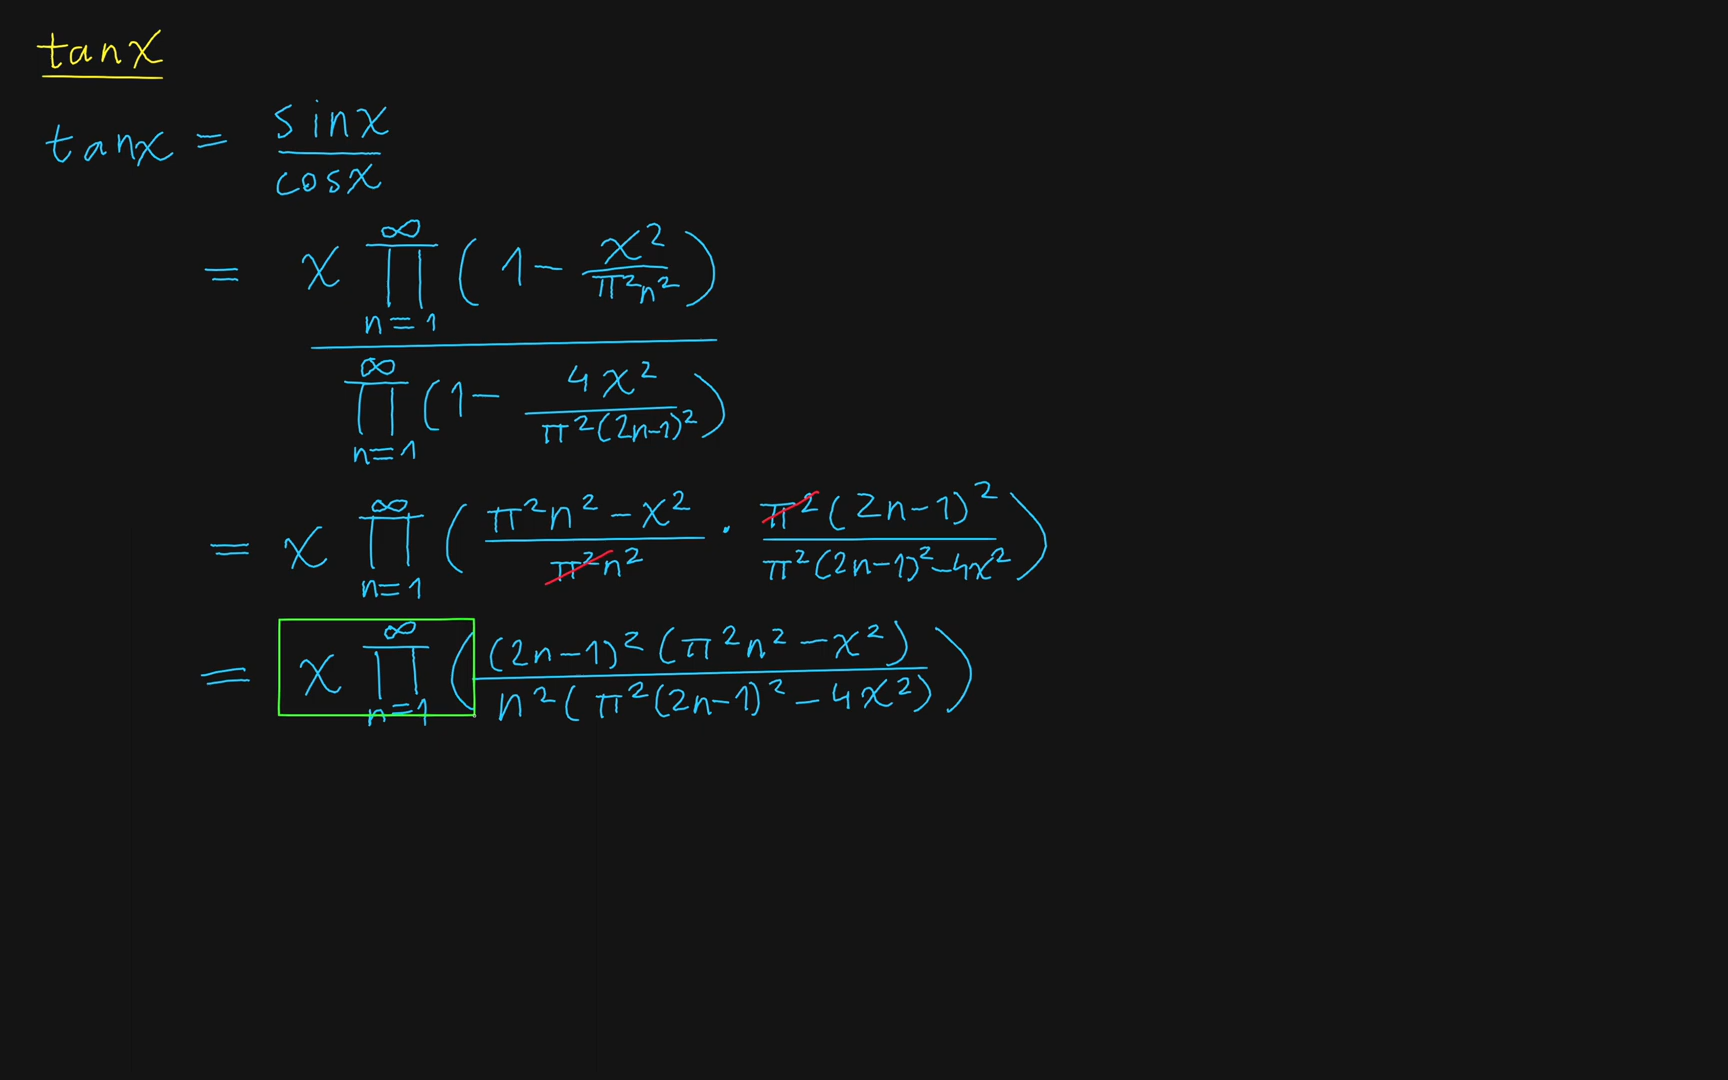 tanx
tanx = sinx / cosx
= x ∏_{n=1}^{∞} (1 - x²/(π²n²)) / ∏_{n=1}^{∞} (1 - 4x²/(π²(2n-1)²))
= x ∏_{n=1}^{∞} ((π²n² - x²)/(π²n²) · π²(2n-1)²/(π²(2n-1)² - 4x²))
= x ∏_{n=1}^{∞} ((2n-1)²(π²n² - x²) / n²(π²(2n-1)² - 4x²))